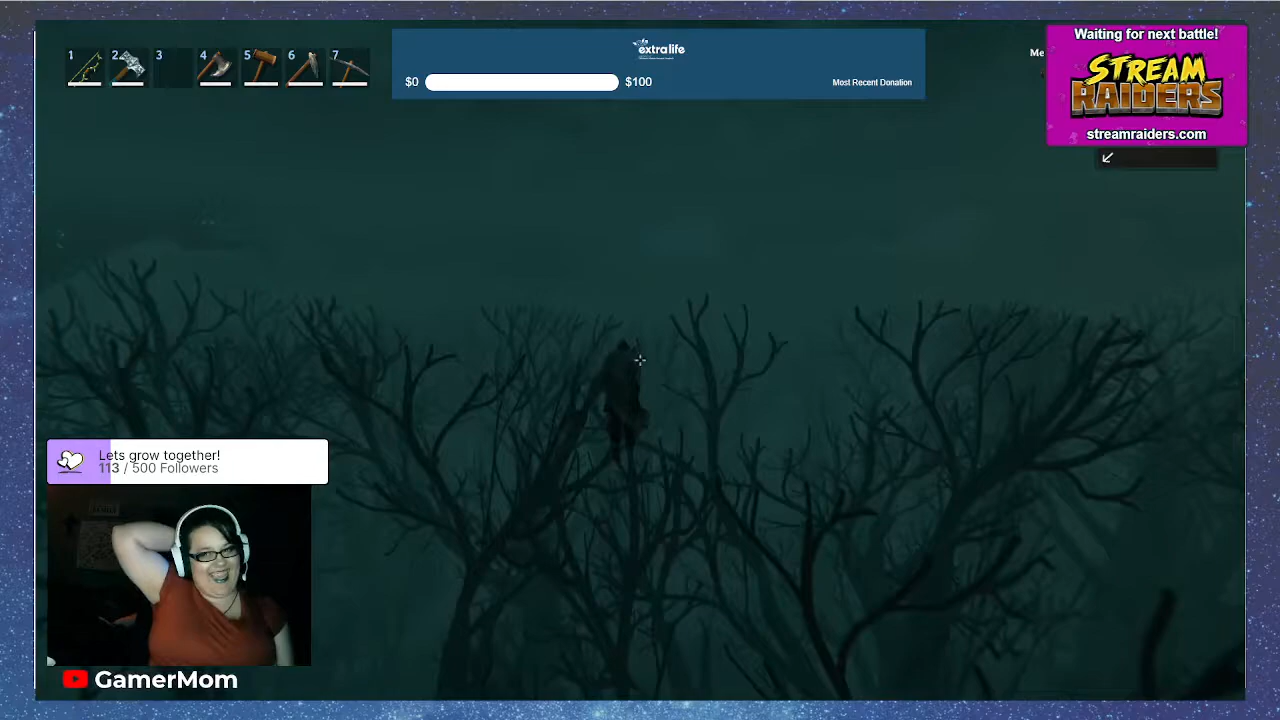 1 2 3 4 5 6 7
extralife
$0 $100
Most Recent Donation
Me
Waiting for next battle!
STREAM
RAIDERS
streamraiders.com
Lets grow together!
113 / 500 Followers
GamerMom